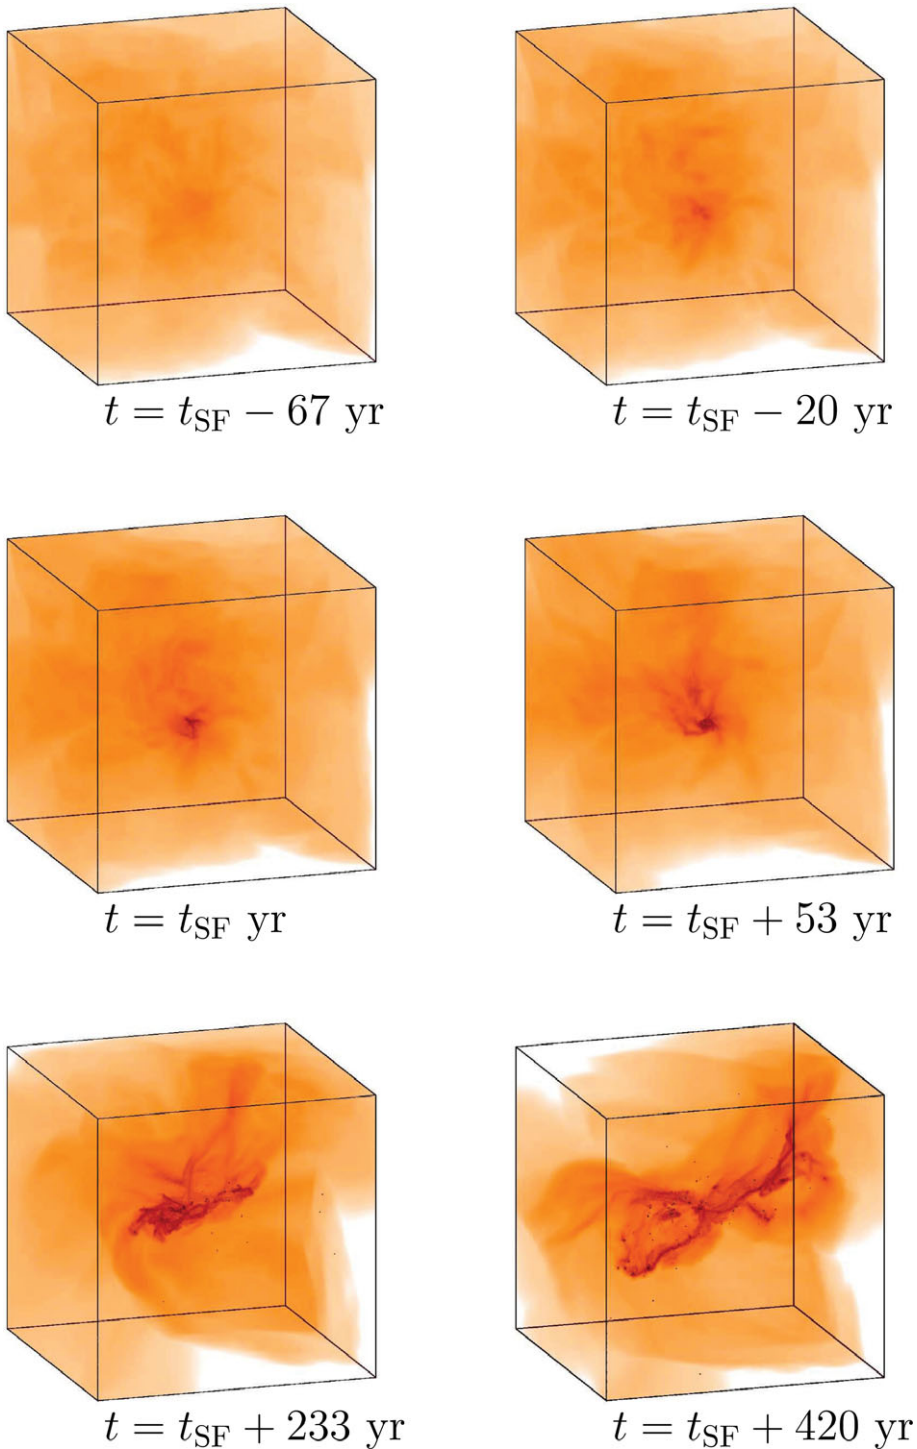 t = t_SF − 67 yr
t = t_SF − 20 yr
t = t_SF yr
t = t_SF + 53 yr
t = t_SF + 233 yr
t = t_SF + 420 yr